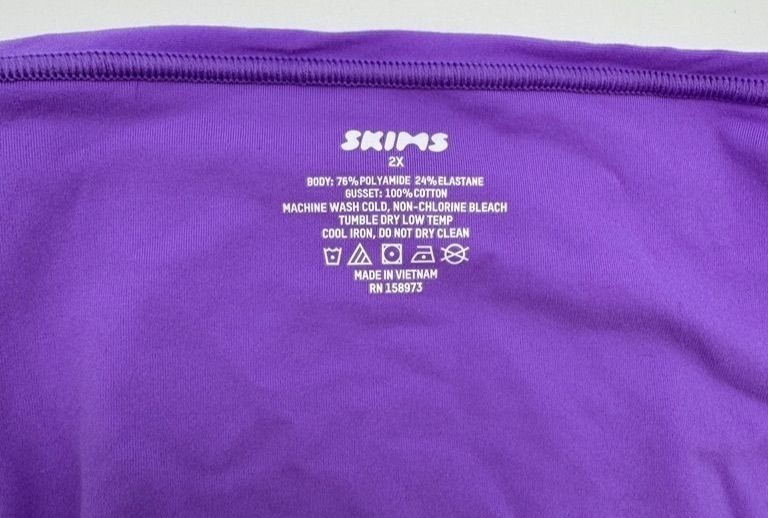 SKIMS
2X
BODY: 76% POLYAMIDE 24% ELASTANE
GUSSET: 100% COTTON
MACHINE WASH COLD, NON-CHLORINE BLEACH
TUMBLE DRY LOW TEMP
COOL IRON, DO NOT DRY CLEAN
MADE IN VIETNAM
RN 158973